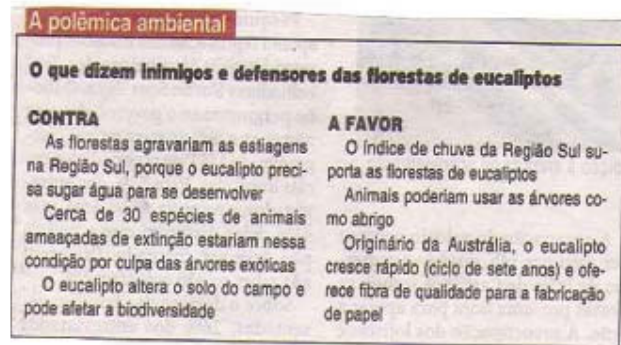 A polêmica ambiental
O que dizem inimigos e defensores das florestas de eucaliptos
CONTRA
As florestas agravariam as estiagens
na Região Sul, porque o eucalipto preci-
sa sugar água para se desenvolver
Cerca de 30 espécies de animais
ameaçadas de extinção estariam nessa
condição por culpa das árvores exóticas
O eucalipto altera o solo do campo e
pode afetar a biodiversidade
A FAVOR
O índice de chuva da Região Sul su-
porta as florestas de eucaliptos
Animais poderiam usar as árvores co-
mo abrigo
Originário da Austrália, o eucalipto
cresce rápido (ciclo de sete anos) e ofe-
rece fibra de qualidade para a fabricação
de papel